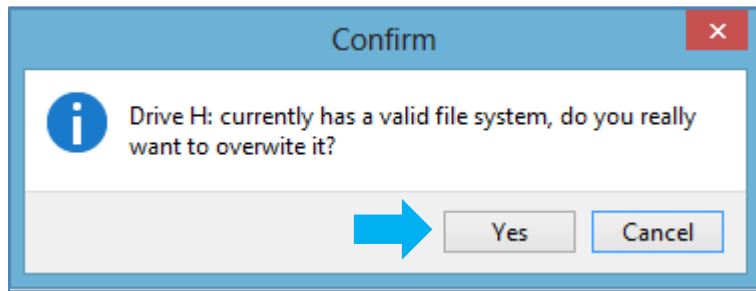 Confirm
Drive H: currently has a valid file system, do you really
want to overwite it?
Yes
Cancel